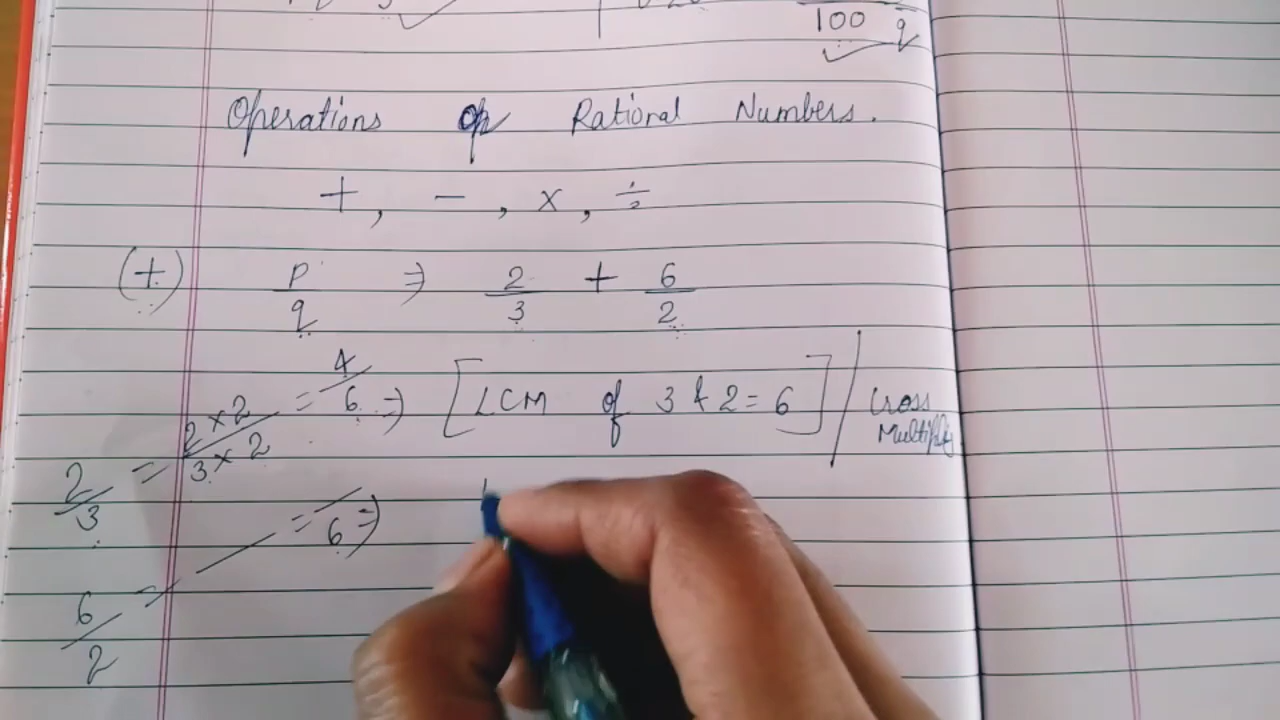 100 q
Operations of Rational Numbers.
+, - , x, ÷
(+) p/q ⇒ 2/3 + 6/2
2/3 = 2 x 2 / 3 x 2 = 4/6 ⇒ [LCM of 3 & 2 = 6] / Cross Multiply
6/2 = = /6 ⇒